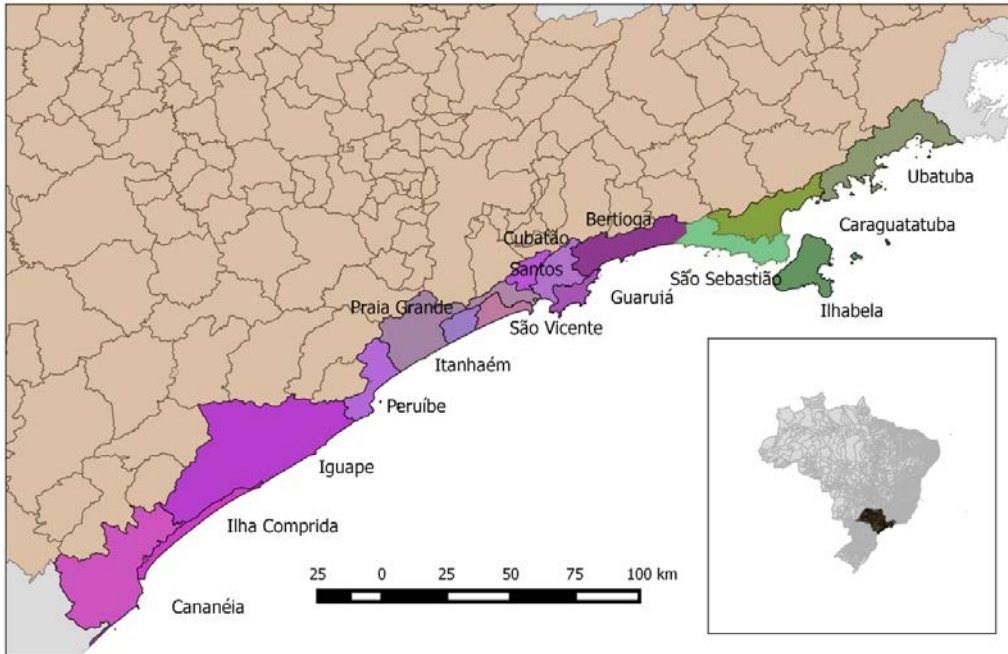 Ubatuba
Caraguatatuba
Bertioga
Cubatão
Santos
São Sebastião
Guaruiá
Ilhabela
Praia Grande
São Vicente
Itanhaém
Peruíbe
Iguape
Ilha Comprida
Cananéia
25 0 25 50 75 100 km